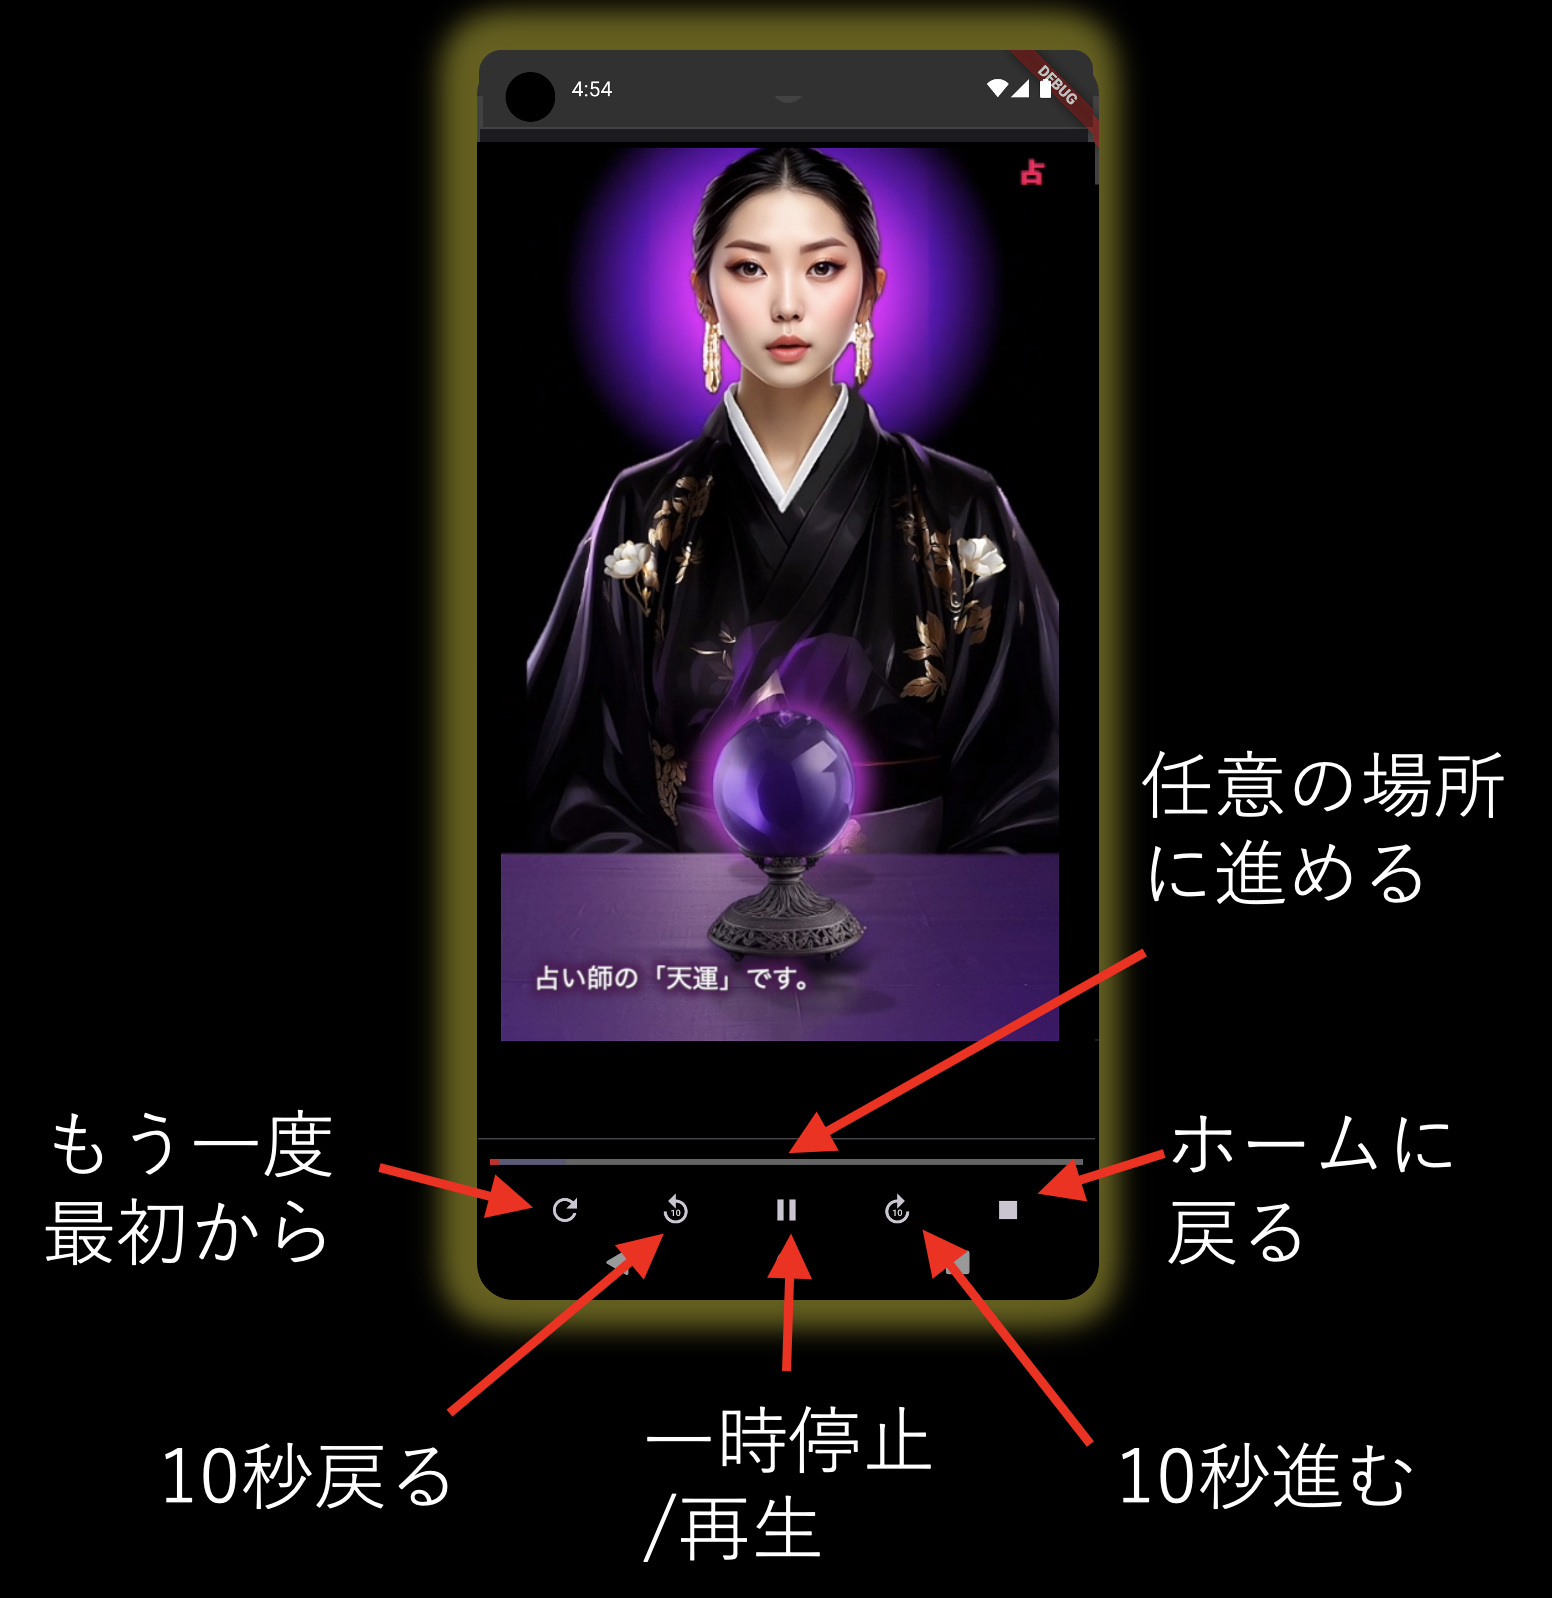 4:54
DEBUG
占
占い師の「天運」です。
任意の場所
に進める
もう一度
最初から
ホームに
戻る
10
10
10秒戻る
一時停止
/再生
10秒進む